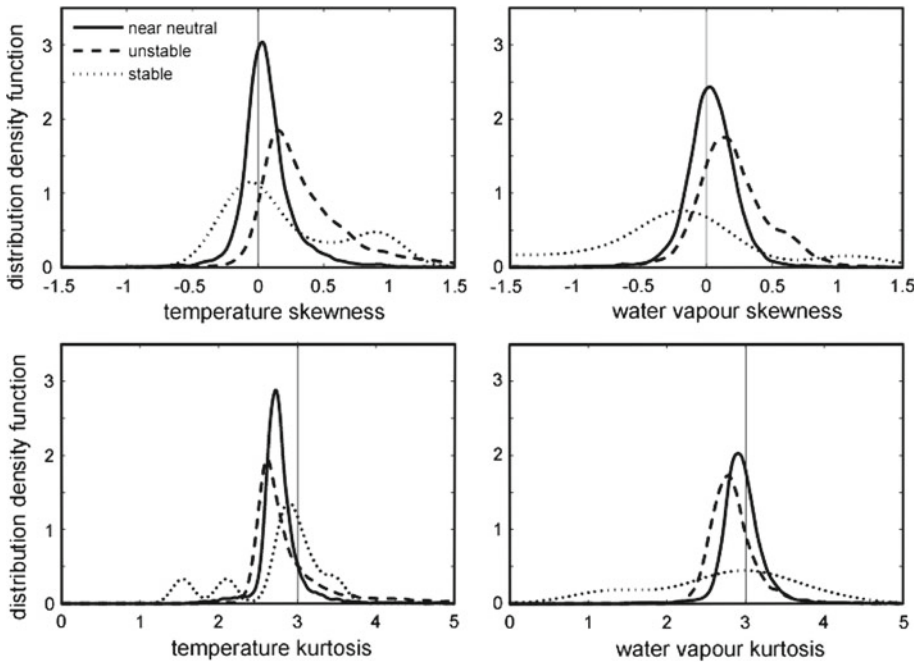 distribution density function
3
2
1
0
near neutral
unstable
stable
-1.5 -1 -0.5 0 0.5 1 1.5
temperature skewness
3
2
1
0
-1.5 -1 -0.5 0 0.5 1 1.5
water vapour skewness
distribution density function
3
2
1
0
0 1 2 3 4 5
temperature kurtosis
3
2
1
0
0 1 2 3 4 5
water vapour kurtosis